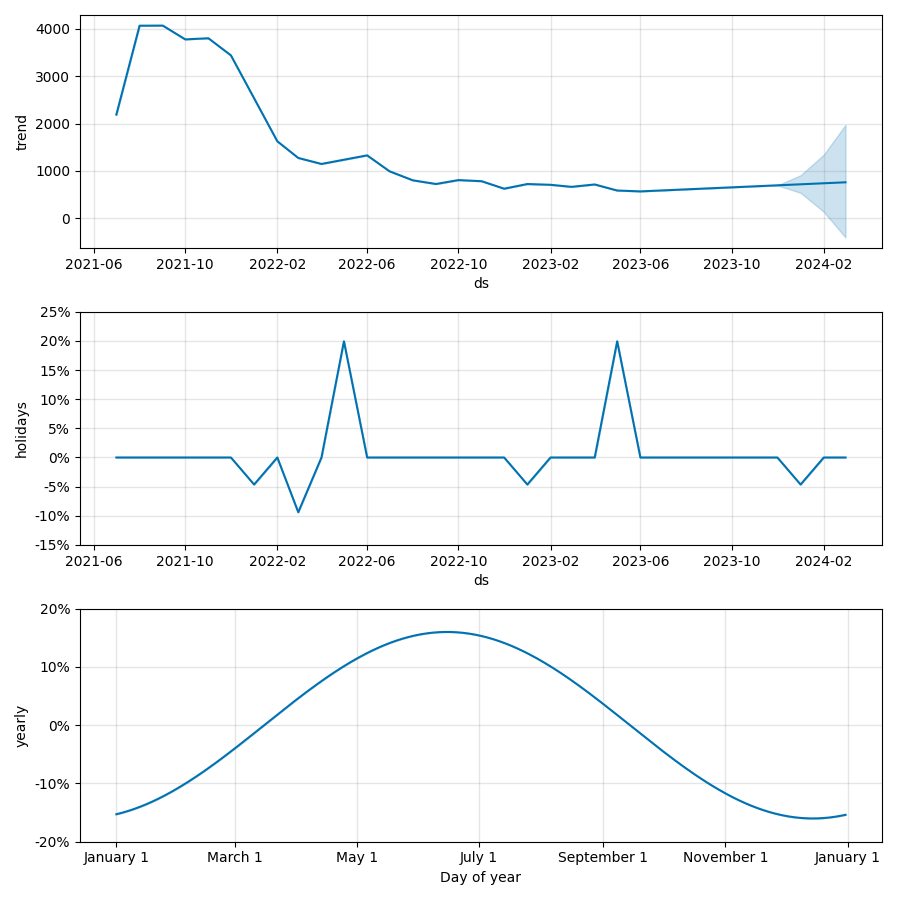 4000
3000
2000
1000
0
trend
2021-06 2021-10 2022-02 2022-06 2022-10 2023-02 2023-06 2023-10 2024-02
ds
25%
20%
15%
10%
5%
0%
-5%
-10%
-15%
holidays
2021-06 2021-10 2022-02 2022-06 2022-10 2023-02 2023-06 2023-10 2024-02
ds
20%
10%
0%
-10%
-20%
yearly
January 1 March 1 May 1 July 1 September 1 November 1 January 1
Day of year